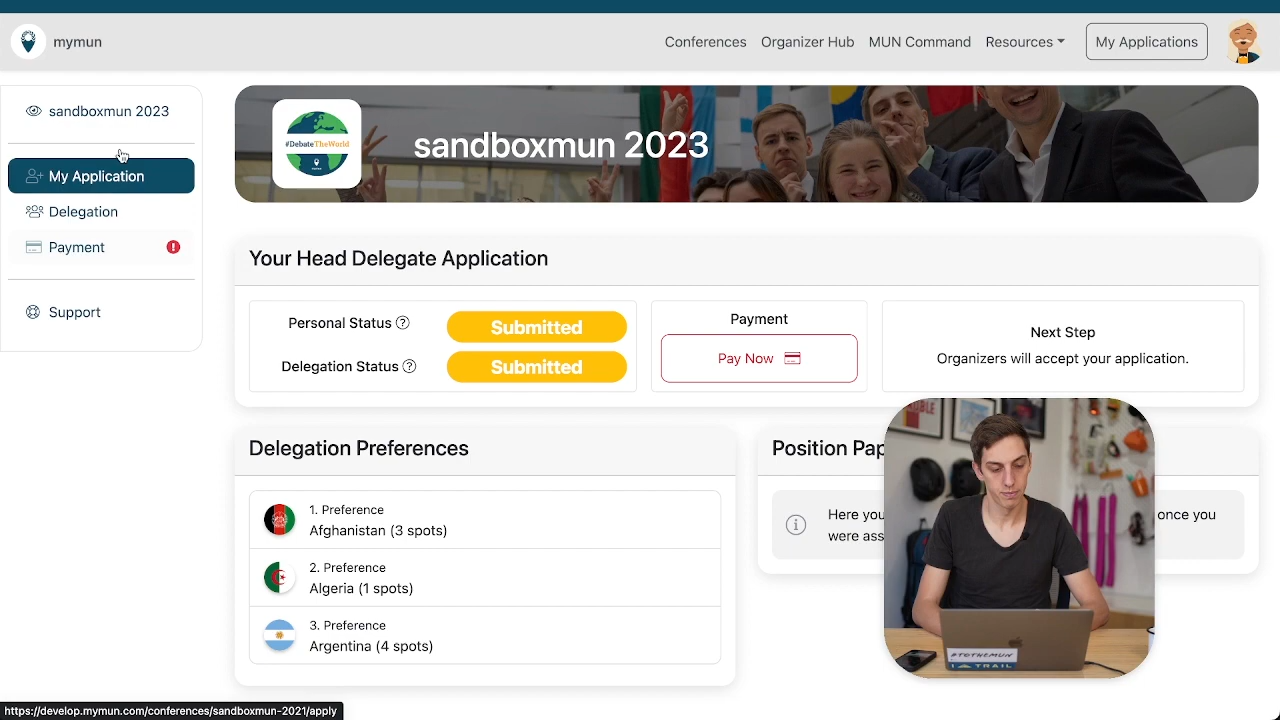 mymun
Conferences
Organizer Hub
MUN Command
Resources
My Applications
sandboxmun 2023
My Application
Delegation
Payment
Support
#DebateTheWorld
sandboxmun 2023
Your Head Delegate Application
Personal Status
Submitted
Delegation Status
Submitted
Payment
Pay Now
Next Step
Organizers will accept your application.
Delegation Preferences
1. Preference
Afghanistan (3 spots)
2. Preference
Algeria (1 spots)
3. Preference
Argentina (4 spots)
Position Pap
Here you
once you
were ass
#TOTHEMUN
TRAIL
https://develop.mymun.com/conferences/sandboxmun-2021/apply